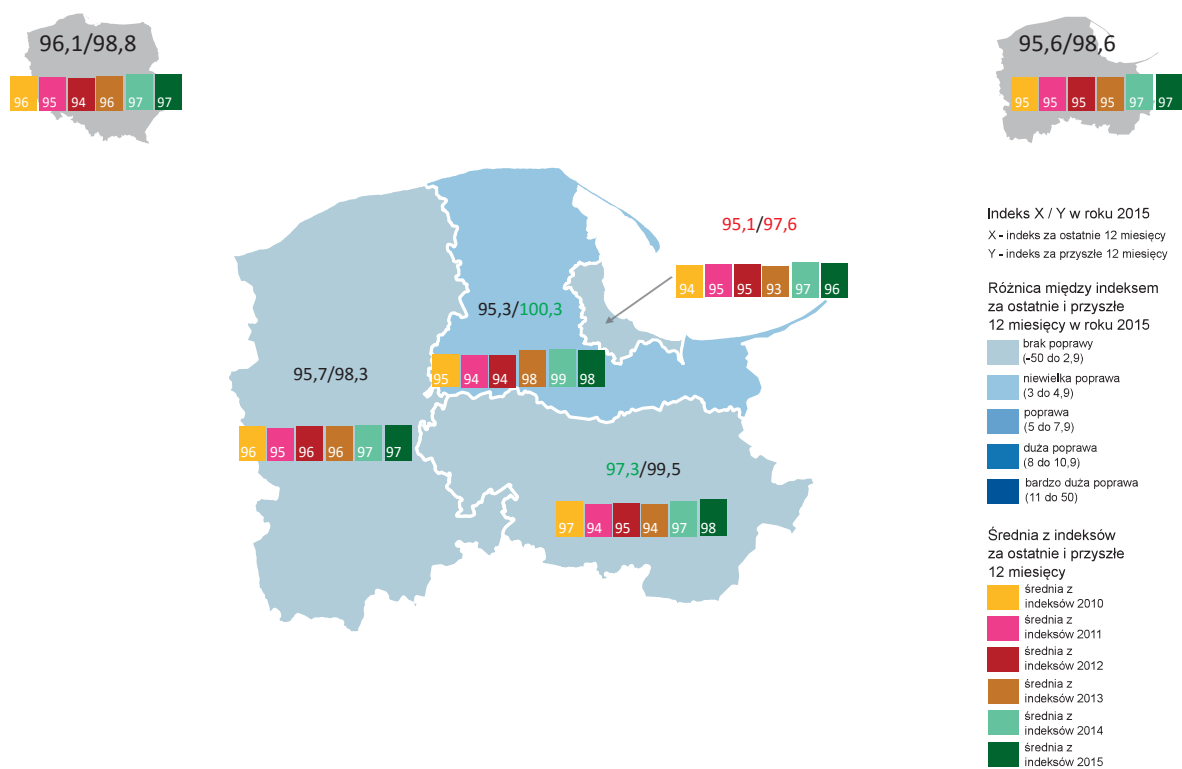 96,1/98,8
96 95 94 96 97 97
95,6/98,6
95 95 95 95 97 97
95,1/97,6
94 95 95 93 97 96
95,3/100,3
95 94 94 98 99 98
95,7/98,3
96 95 96 96 97 97
97,3/99,5
97 94 95 94 97 98
Indeks X / Y w roku 2015
X - indeks za ostatnie 12 miesięcy
Y - indeks za przyszłe 12 miesięcy
Różnica między indeksem
za ostatnie i przyszłe
12 miesięcy w roku 2015
brak poprawy
(-50 do 2,9)
niewielka poprawa
(3 do 4,9)
poprawa
(5 do 7,9)
duża poprawa
(8 do 10,9)
bardzo duża poprawa
(11 do 50)
Średnia z indeksów
za ostatnie i przyszłe
12 miesięcy
średnia z
indeksów 2010
średnia z
indeksów 2011
średnia z
indeksów 2012
średnia z
indeksów 2013
średnia z
indeksów 2014
średnia z
indeksów 2015